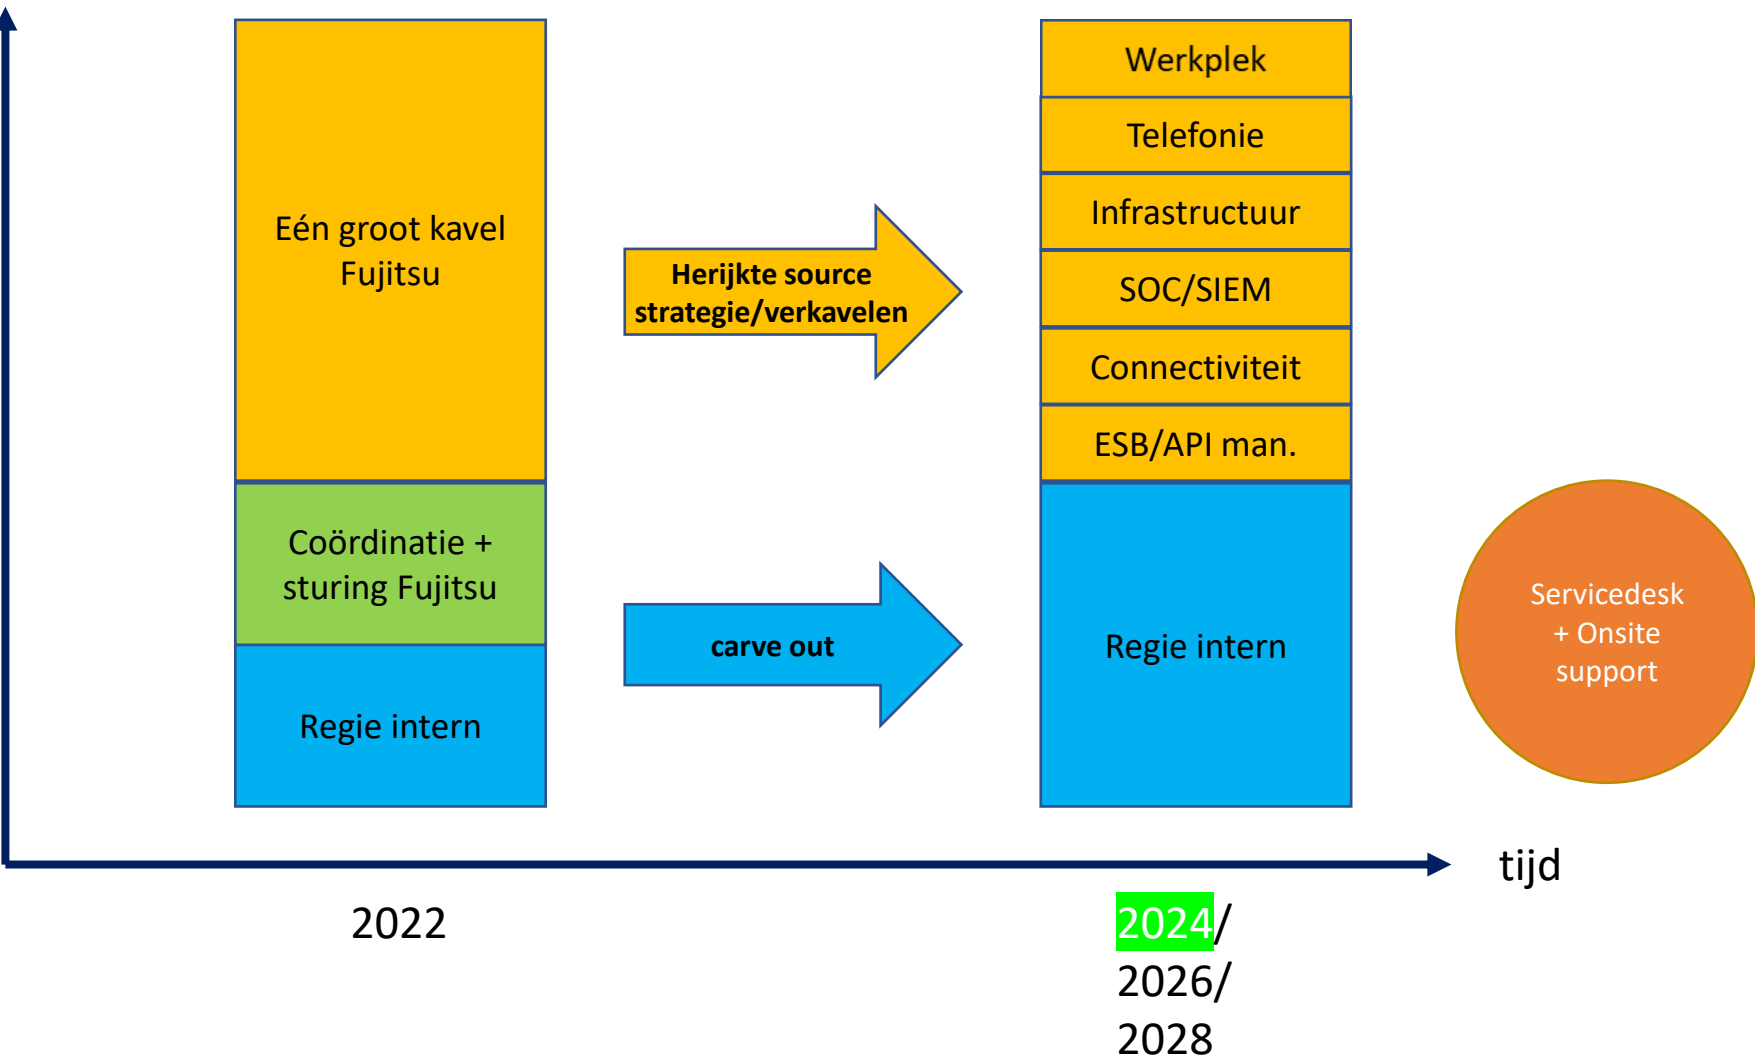 Eén groot kavel
Fujitsu
Coördinatie +
sturing Fujitsu
Regie intern
Herijkte source
strategie/verkavelen
carve out
Werkplek
Telefonie
Infrastructuur
SOC/SIEM
Connectiviteit
ESB/API man.
Regie intern
Servicedesk
+ Onsite
support
tijd
2022
2024/
2026/
2028